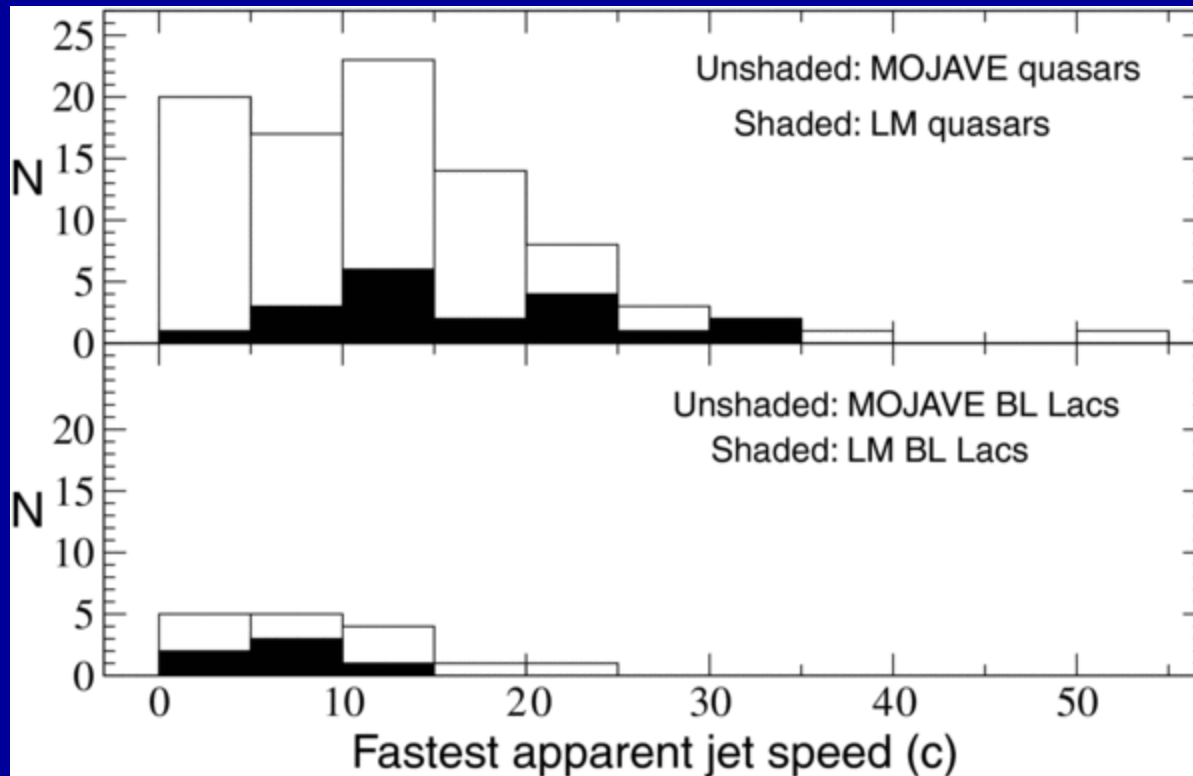 25
20
15
10
5
0
N
Unshaded: MOJAVE quasars
Shaded: LM quasars
20
15
10
5
0
N
Unshaded: MOJAVE BL Lacs
Shaded: LM BL Lacs
0 10 20 30 40 50
Fastest apparent jet speed (c)